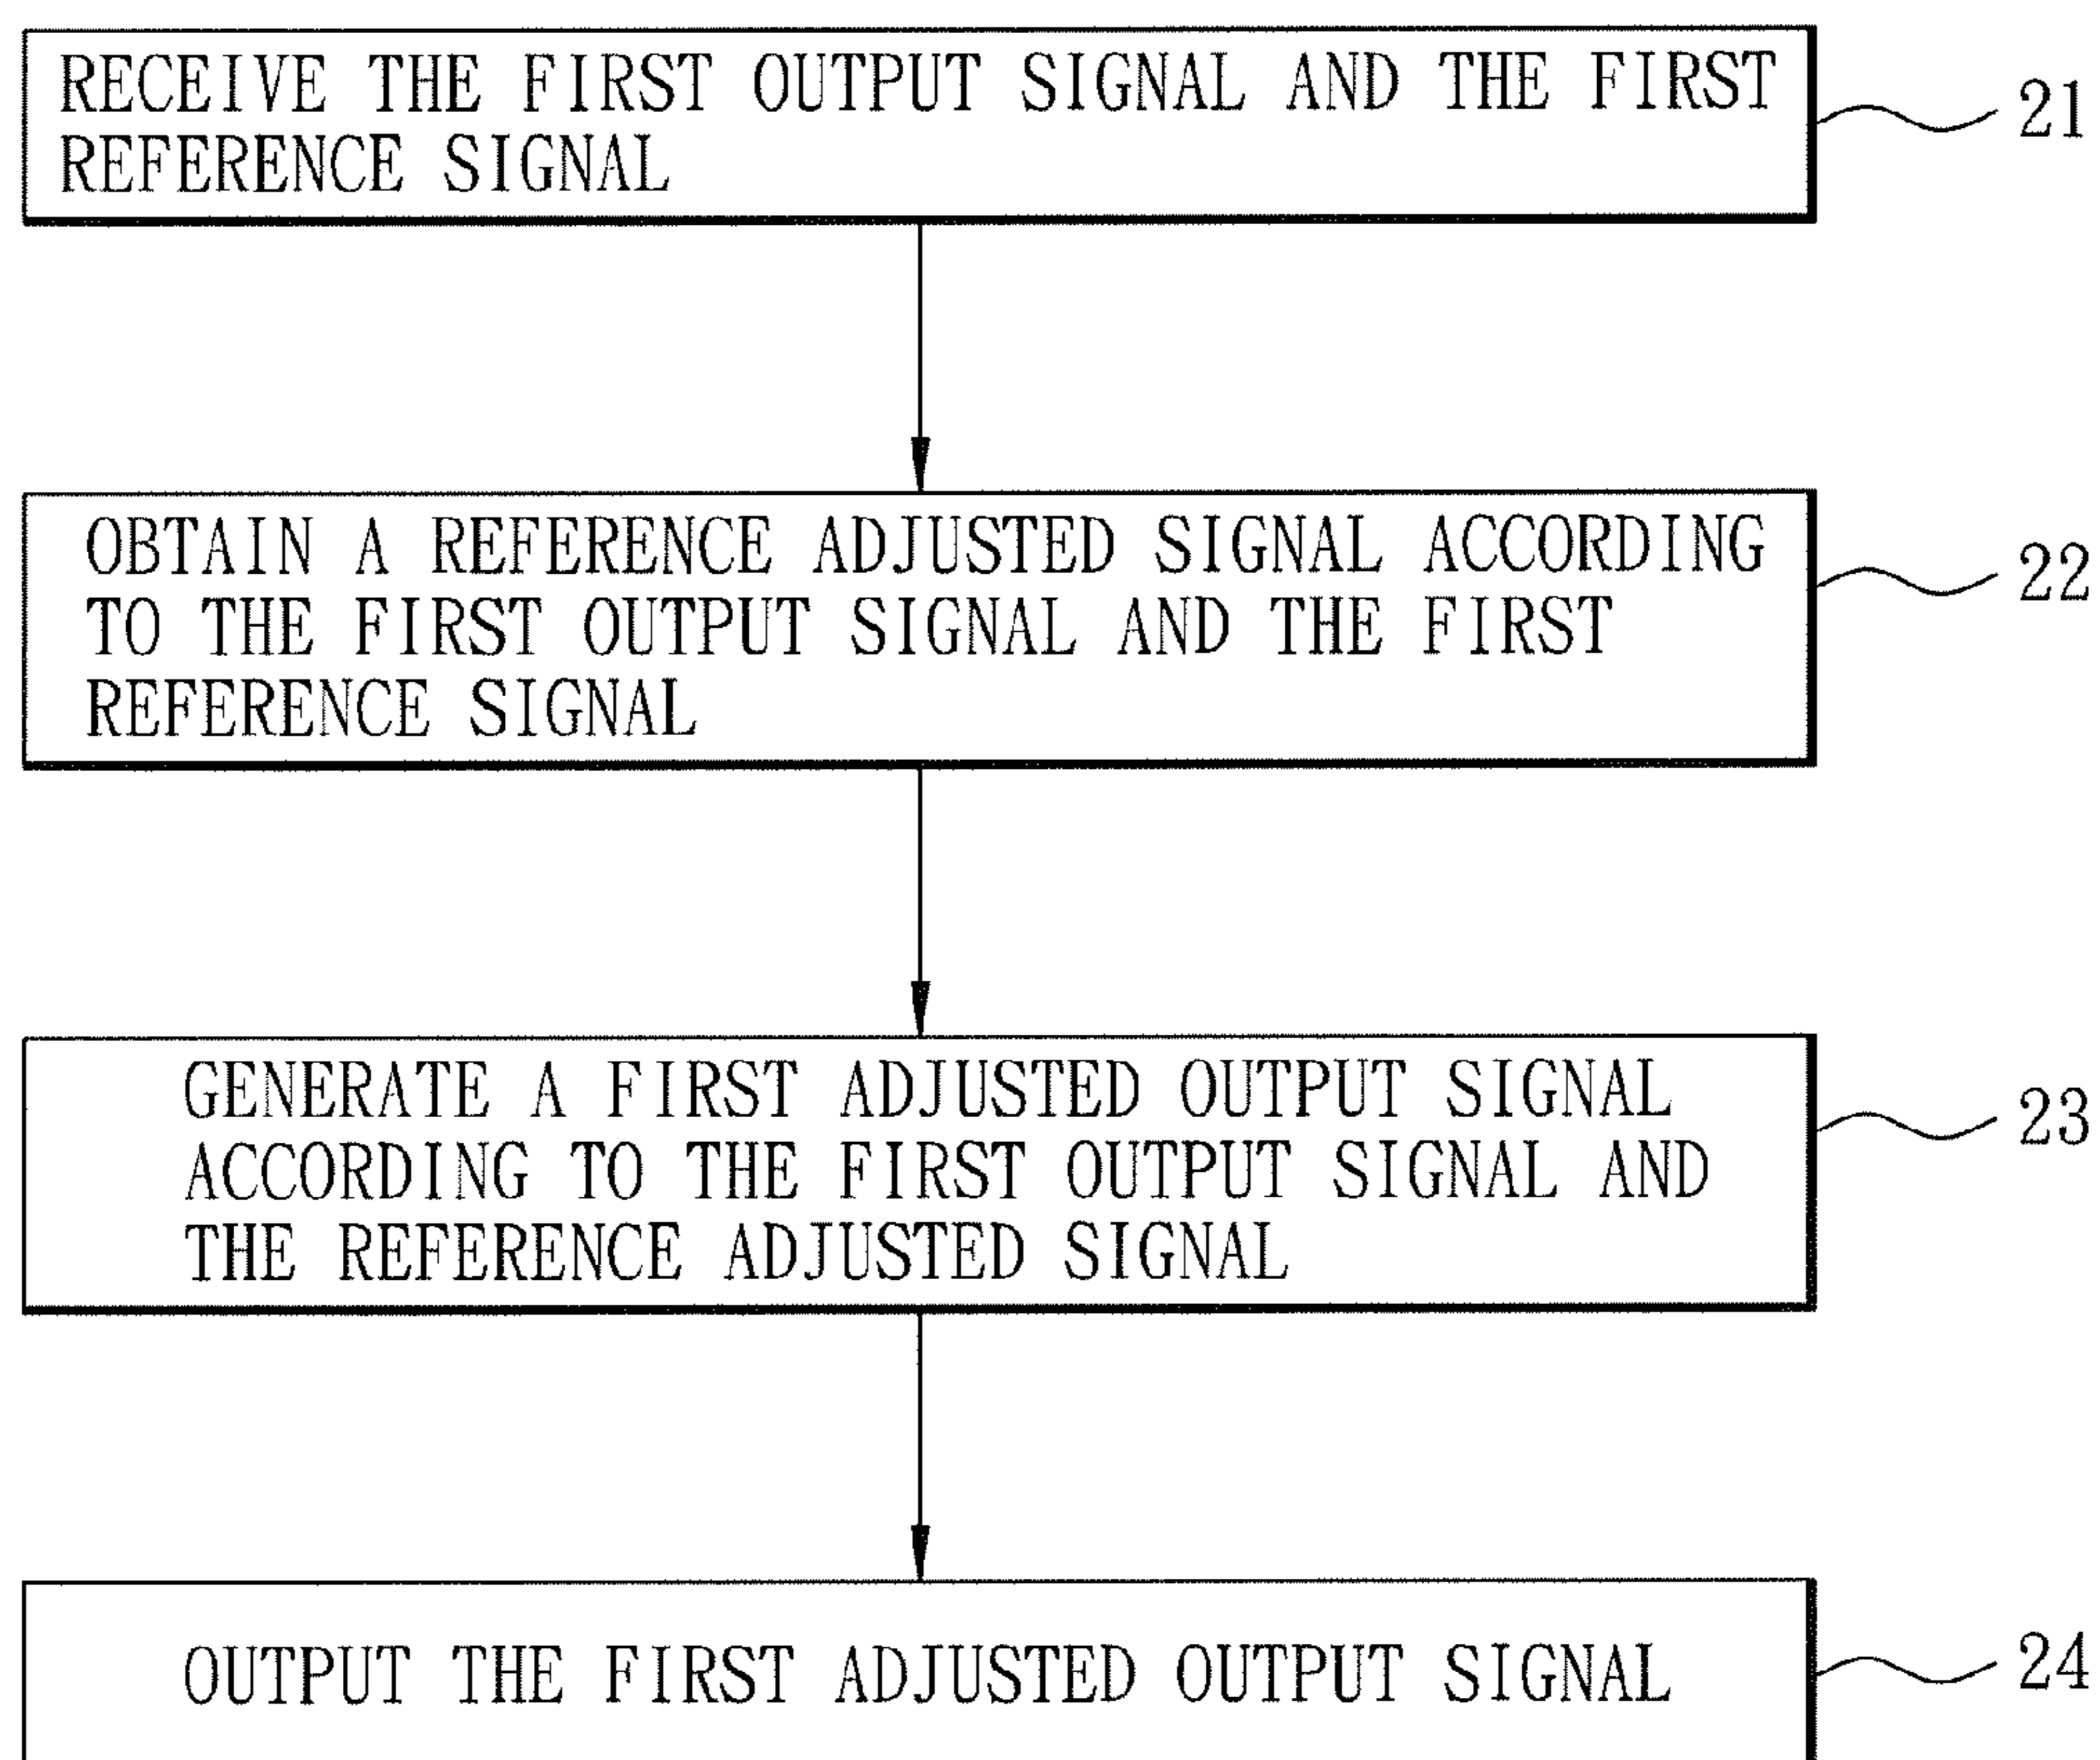 RECEIVE THE FIRST OUTPUT SIGNAL AND THE FIRST
REFERENCE SIGNAL
21
OBTAIN A REFERENCE ADJUSTED SIGNAL ACCORDING
TO THE FIRST OUTPUT SIGNAL AND THE FIRST
REFERENCE SIGNAL
22
GENERATE A FIRST ADJUSTED OUTPUT SIGNAL
ACCORDING TO THE FIRST OUTPUT SIGNAL AND
THE REFERENCE ADJUSTED SIGNAL
23
OUTPUT THE FIRST ADJUSTED OUTPUT SIGNAL
24